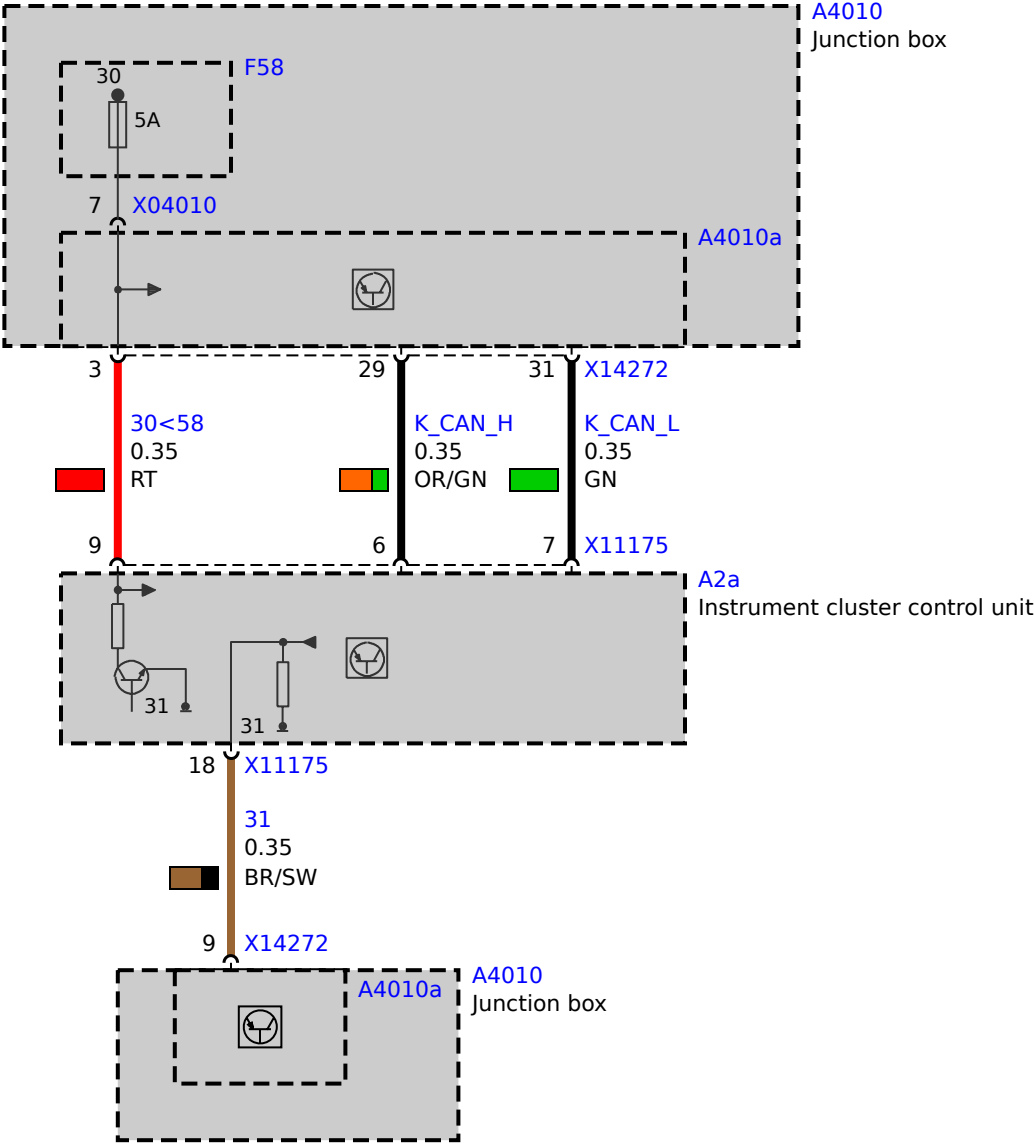 A4010
Junction box
30
F58
5A
7 X04010
A4010a
3 29 31 X14272
30<58 K_CAN_H K_CAN_L
0.35 0.35 0.35
RT OR/GN GN
9 6 7 X11175
A2a
Instrument cluster control unit
31
31
18 X11175
31
0.35
BR/SW
9 X14272
A4010
A4010a
Junction box